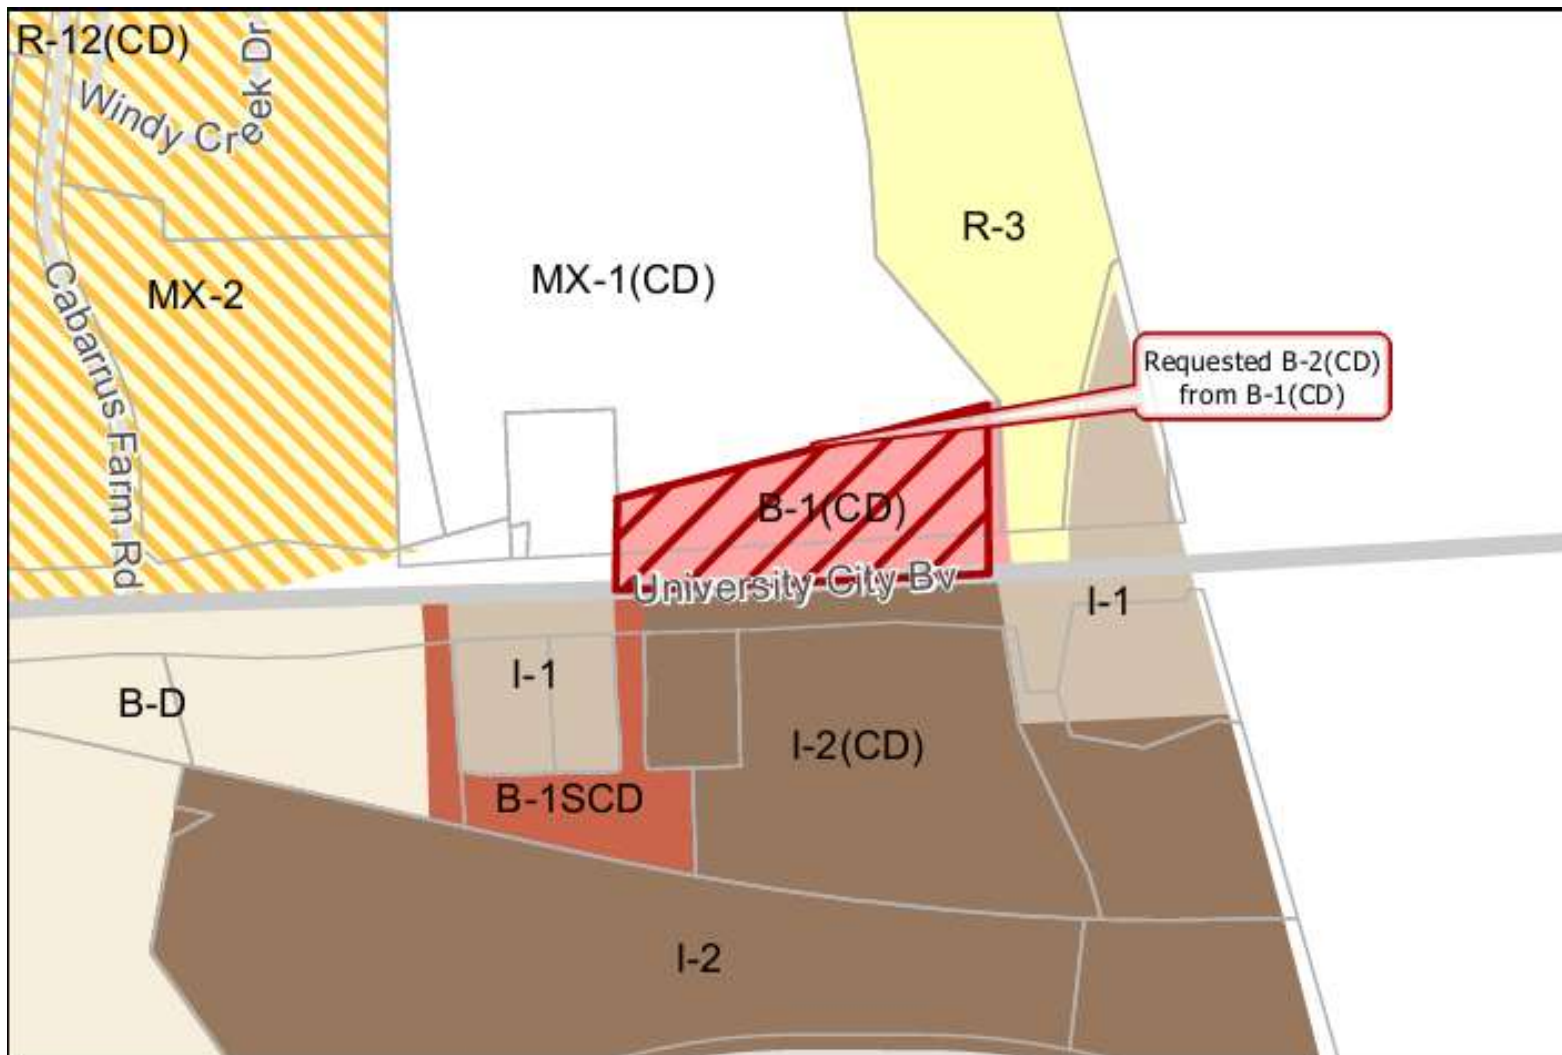 R-12(CD)
Windy Creek Dr
R-3
MX-1(CD)
MX-2
Cabarrus Farm Rd
Requested B-2(CD)
from B-1(CD)
B-1(CD)
University City Bv
I-1
I-1
B-D
I-2(CD)
B-1SCD
I-2